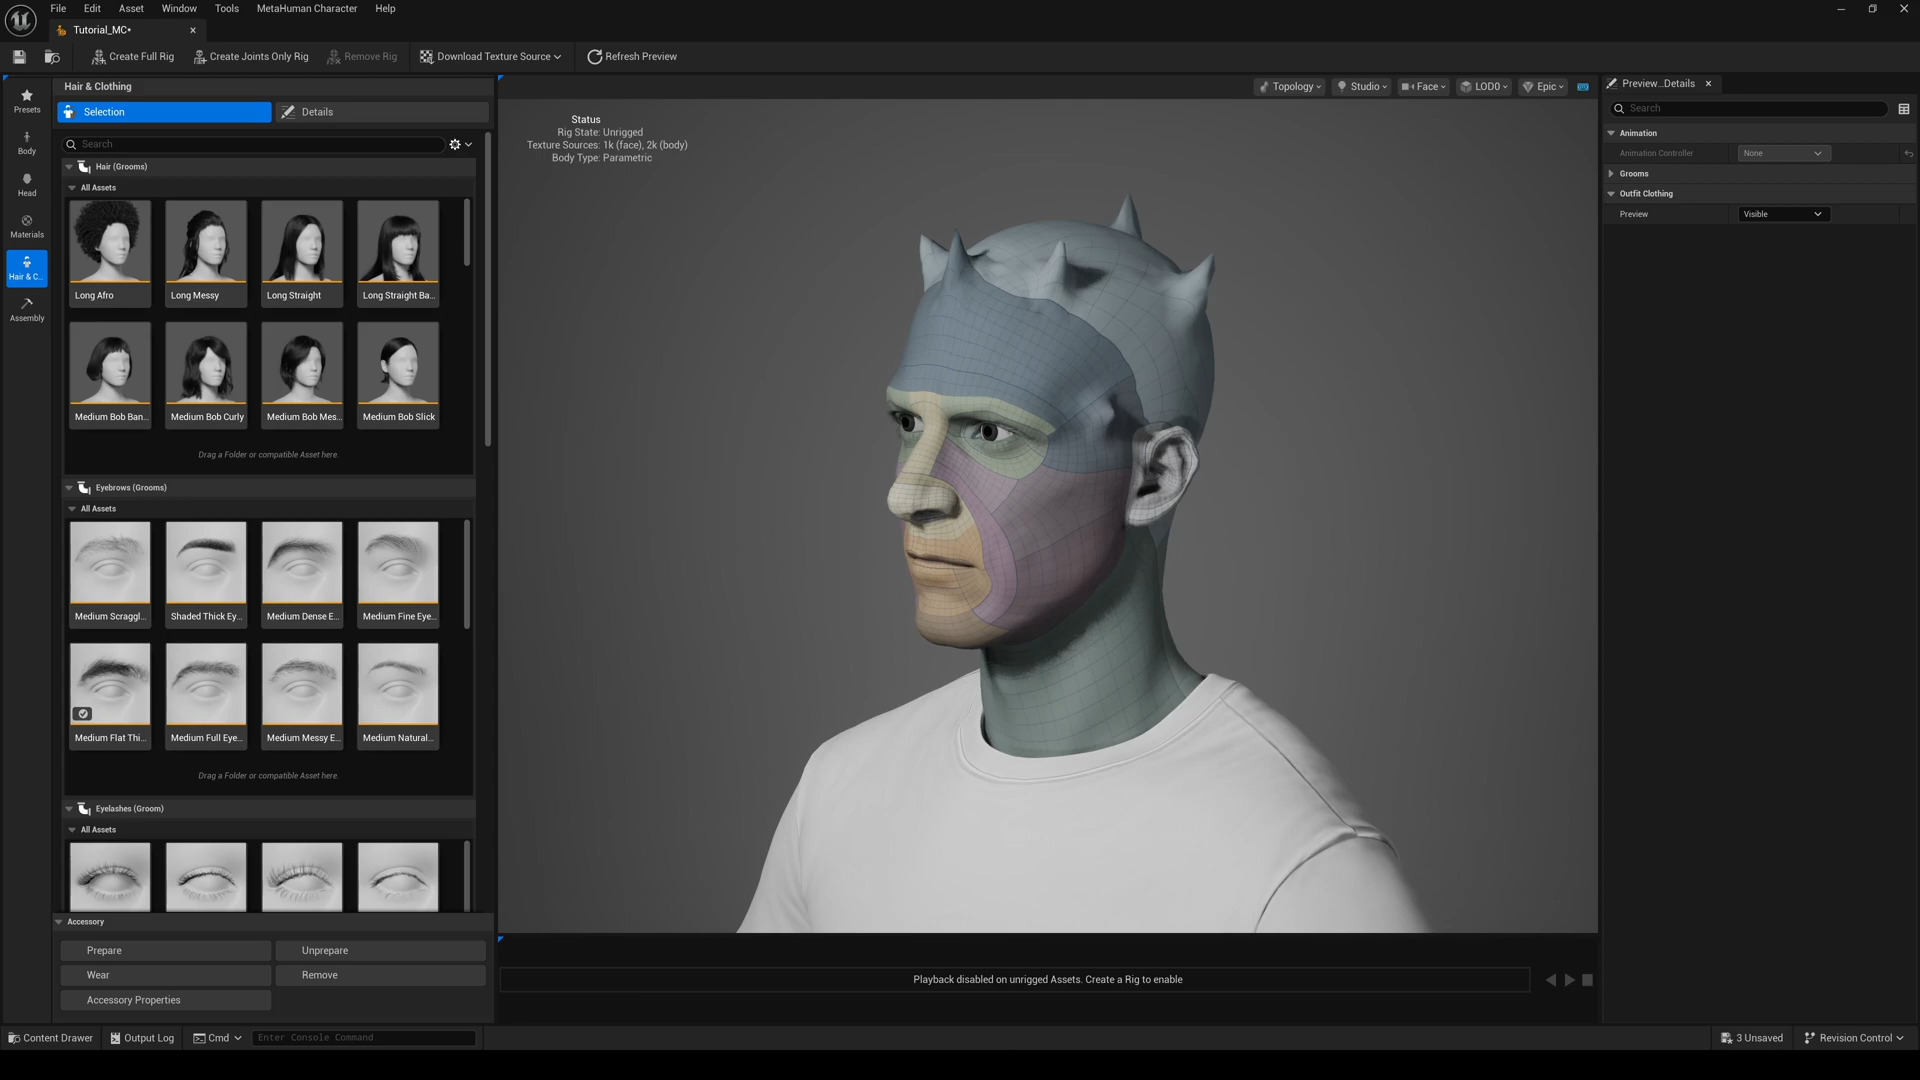 File Edit Asset Window Tools MetaHuman Character Help
Tutorial_MC*
Create Full Rig Create Joints Only Rig Remove Rig Download Texture Source Refresh Preview
Hair & Clothing
Selection Details
Search
Presets
Body
Head
Materials
Hair & C...
Assembly
Hair (Grooms)
All Assets
Long Afro Long Messy Long Straight Long Straight Ba...
Medium Bob Ban... Medium Bob Curly Medium Bob Mes... Medium Bob Slick
Drag a Folder or compatible Asset here.
Eyebrows (Grooms)
All Assets
Medium Scraggl... Shaded Thick Ey... Medium Dense E... Medium Fine Eye...
Medium Flat Thi... Medium Full Eye... Medium Messy E... Medium Natural...
Drag a Folder or compatible Asset here.
Eyelashes (Groom)
All Assets
Accessory
Prepare Unprepare
Wear Remove
Accessory Properties
Topology Studio Face LOD0 Epic
Status
Rig State: Unrigged
Texture Sources: 1k (face), 2k (body)
Body Type: Parametric
Playback disabled on unrigged Assets. Create a Rig to enable
Preview...Details
Search
Animation
Animation Controller None
Grooms
Outfit Clothing
Preview Visible
Content Drawer Output Log Cmd Enter Console Command 3 Unsaved Revision Control